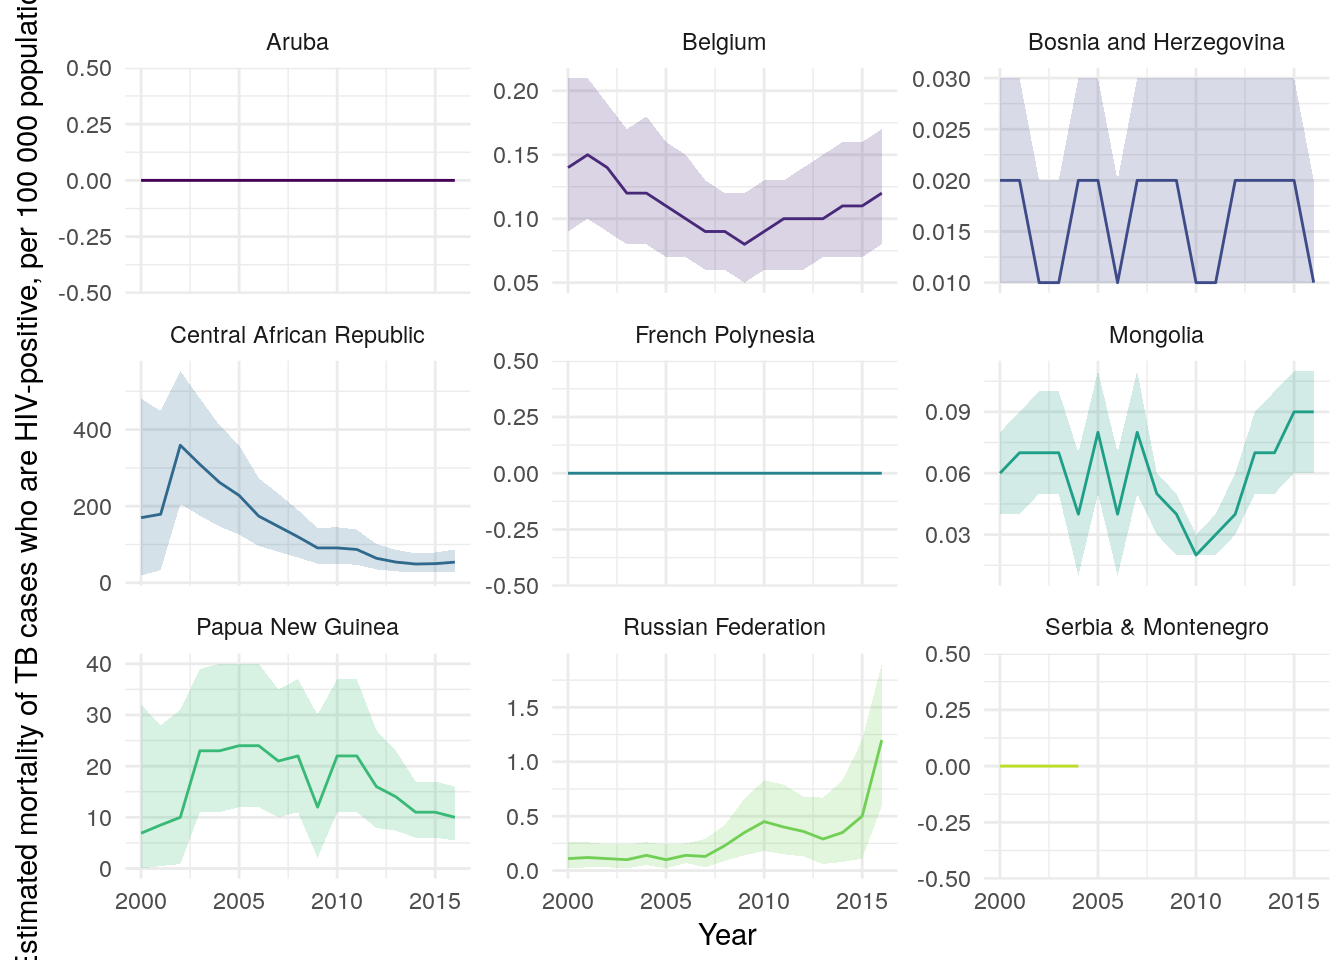 Estimated mortality of TB cases who are HIV-positive, per 100 000 populatio
Aruba
Belgium
Bosnia and Herzegovina
0.50
0.25
0.00
-0.25
-0.50
0.20
0.15
0.10
0.05
0.030
0.025
0.020
0.015
0.010
Central African Republic
French Polynesia
Mongolia
400
200
0
0.50
0.25
0.00
-0.25
-0.50
0.09
0.06
0.03
Papua New Guinea
Russian Federation
Serbia & Montenegro
40
30
20
10
0
1.5
1.0
0.5
0.0
0.50
0.25
0.00
-0.25
-0.50
2000 2005 2010 2015
2000 2005 2010 2015
2000 2005 2010 2015
Year